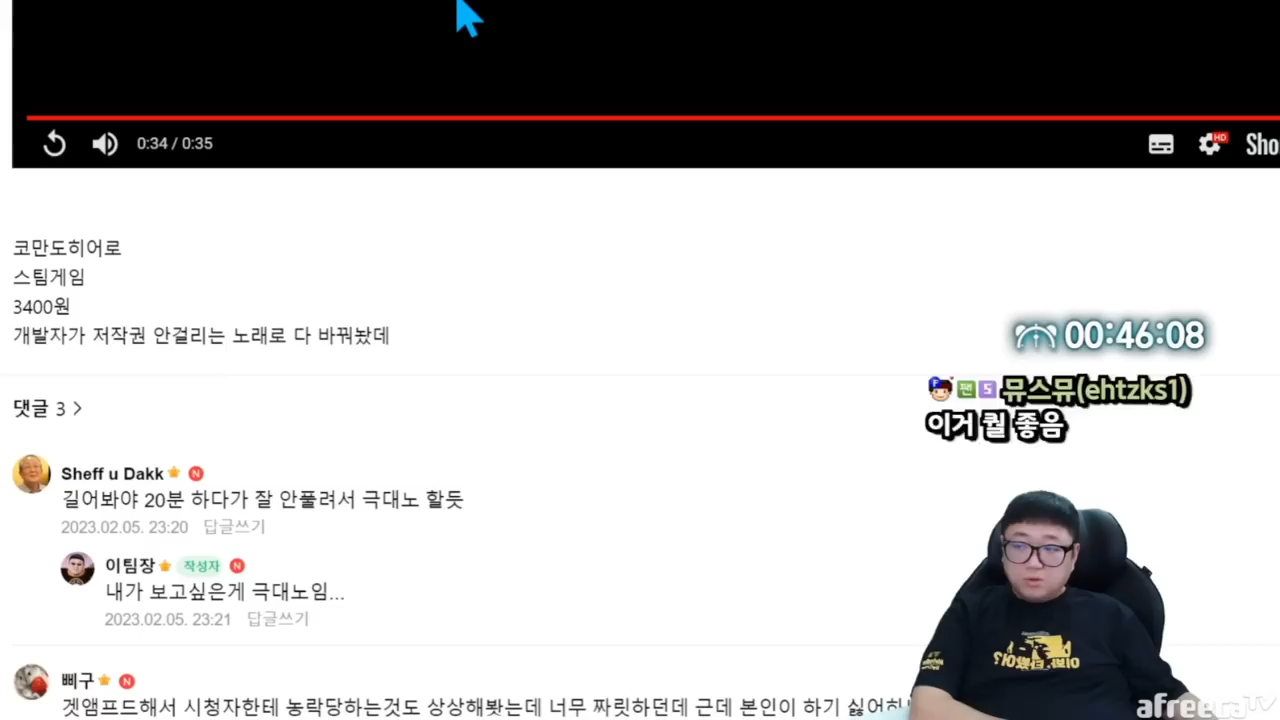 0:34 / 0:35
HD
Sho
코만도히어로
스팀게임
3400원
개발자가 저작권 안걸리는 노래로 다 바꿔놨데
00:46:08
F 팬 5 뮤스뮤(ehtzks1)
이거 퀄 좋음
댓글 3 >
Sheff u Dakk N
길어봐야 20분 하다가 잘 안풀려서 극대노 할듯
2023.02.05. 23:20 답글쓰기
이팀장 작성자 N
내가 보고싶은게 극대노임...
2023.02.05. 23:21 답글쓰기
삐구 N
겟앰프드해서 시청자한테 농락당하는것도 상상해봣는데 너무 짜릿하던데 근데 본인이 하기 싫어하
afreecaTV